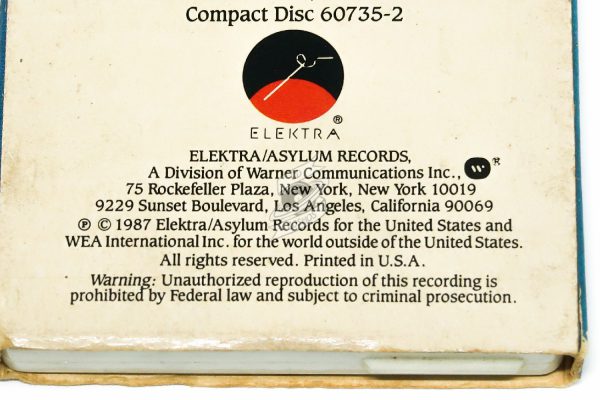 Compact Disc 60735-2
ELEKTRA®
ELEKTRA/ASYLUM RECORDS,
A Division of Warner Communications Inc., ®
75 Rockefeller Plaza, New York, New York 10019
9229 Sunset Boulevard, Los Angeles, California 90069
℗ © 1987 Elektra/Asylum Records for the United States and
WEA International Inc. for the world outside of the United States.
All rights reserved. Printed in U.S.A.
Warning: Unauthorized reproduction of this recording is
prohibited by Federal law and subject to criminal prosecution.